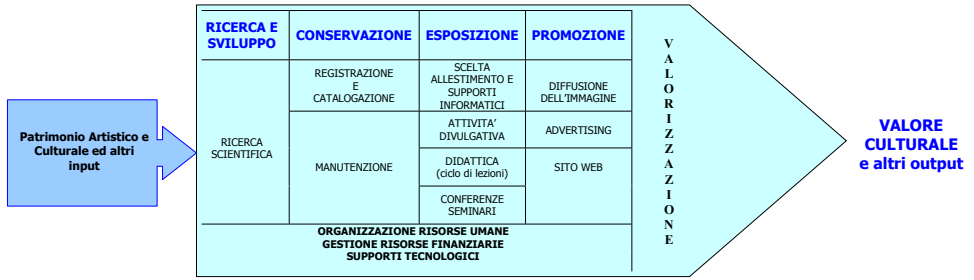 Patrimonio Artistico e
Culturale ed altri
input
RICERCA E
SVILUPPO
CONSERVAZIONE
ESPOSIZIONE
PROMOZIONE
RICERCA
SCIENTIFICA
REGISTRAZIONE
E
CATALOGAZIONE
MANUTENZIONE
SCELTA
ALLESTIMENTO E
SUPPORTI
INFORMATICI
ATTIVITA'
DIVULGATIVA
DIDATTICA
(ciclo di lezioni)
CONFERENZE
SEMINARI
DIFFUSIONE
DELL'IMMAGINE
ADVERTISING
SITO WEB
ORGANIZZAZIONE RISORSE UMANE
GESTIONE RISORSE FINANZIARIE
SUPPORTI TECNOLOGICI
VALORIZZAZIONE
VALORE
CULTURALE
e altri output